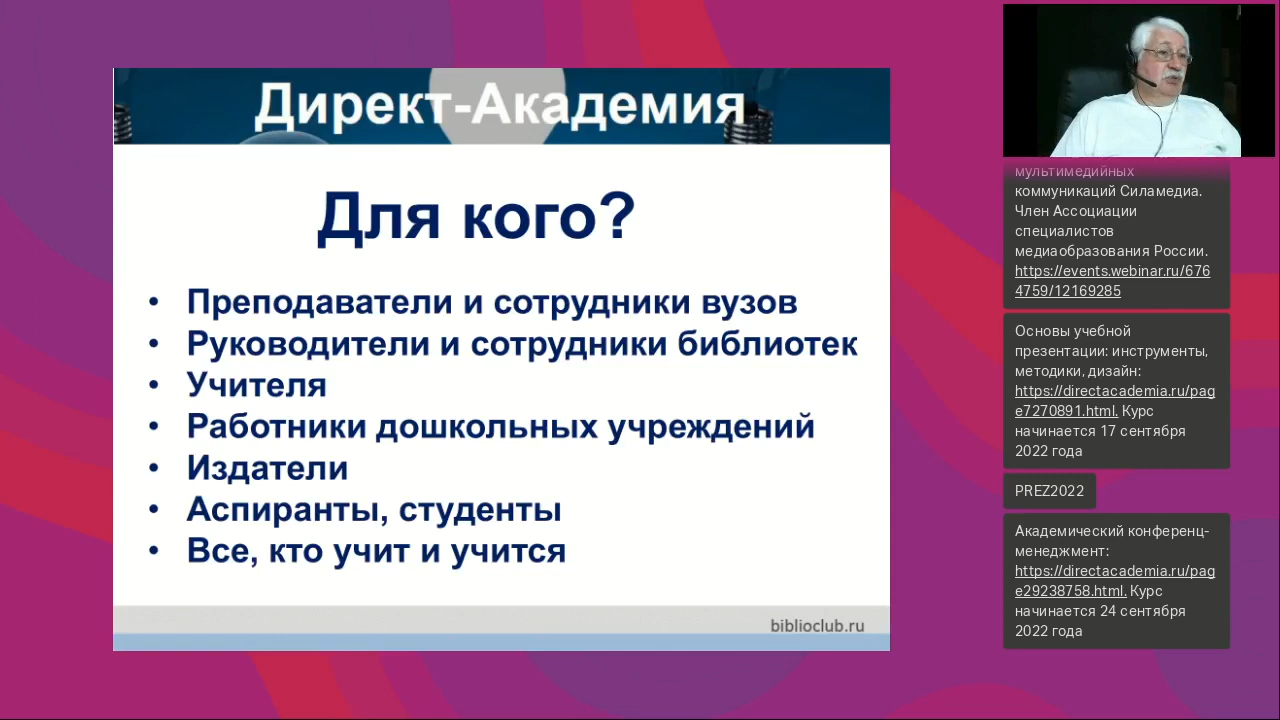 Директ-Академия
Для кого?
• Преподаватели и сотрудники вузов
• Руководители и сотрудники библиотек
• Учителя
• Работники дошкольных учреждений
• Издатели
• Аспиранты, студенты
• Все, кто учит и учится
biblioclub.ru
мультимедийных
коммуникаций Силамедиа.
Член Ассоциации
специалистов
медиаобразования России.
https://events.webinar.ru/676
4759/12169285
Основы учебной
презентации: инструменты,
методики, дизайн:
https://directacademia.ru/pag
e7270891.html. Курс
начинается 17 сентября
2022 года
PREZ2022
Академический конференц-
менеджмент:
https://directacademia.ru/pag
e29238758.html. Курс
начинается 24 сентября
2022 года